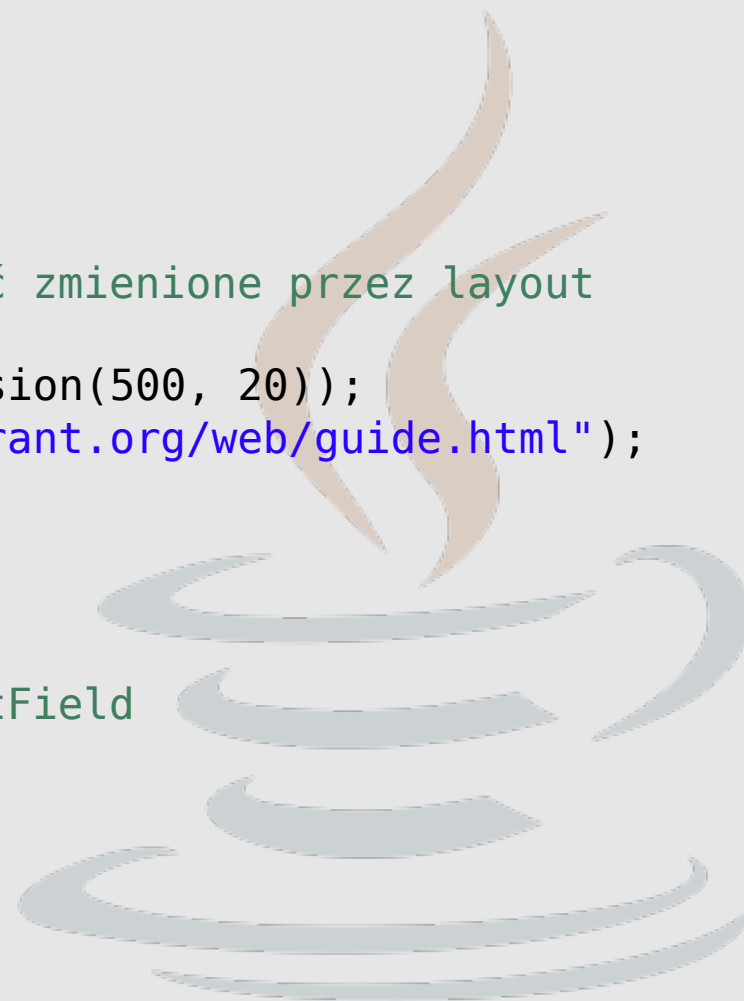 ć zmienione przez layout
sion(500, 20));
rant.org/web/guide.html");
tField